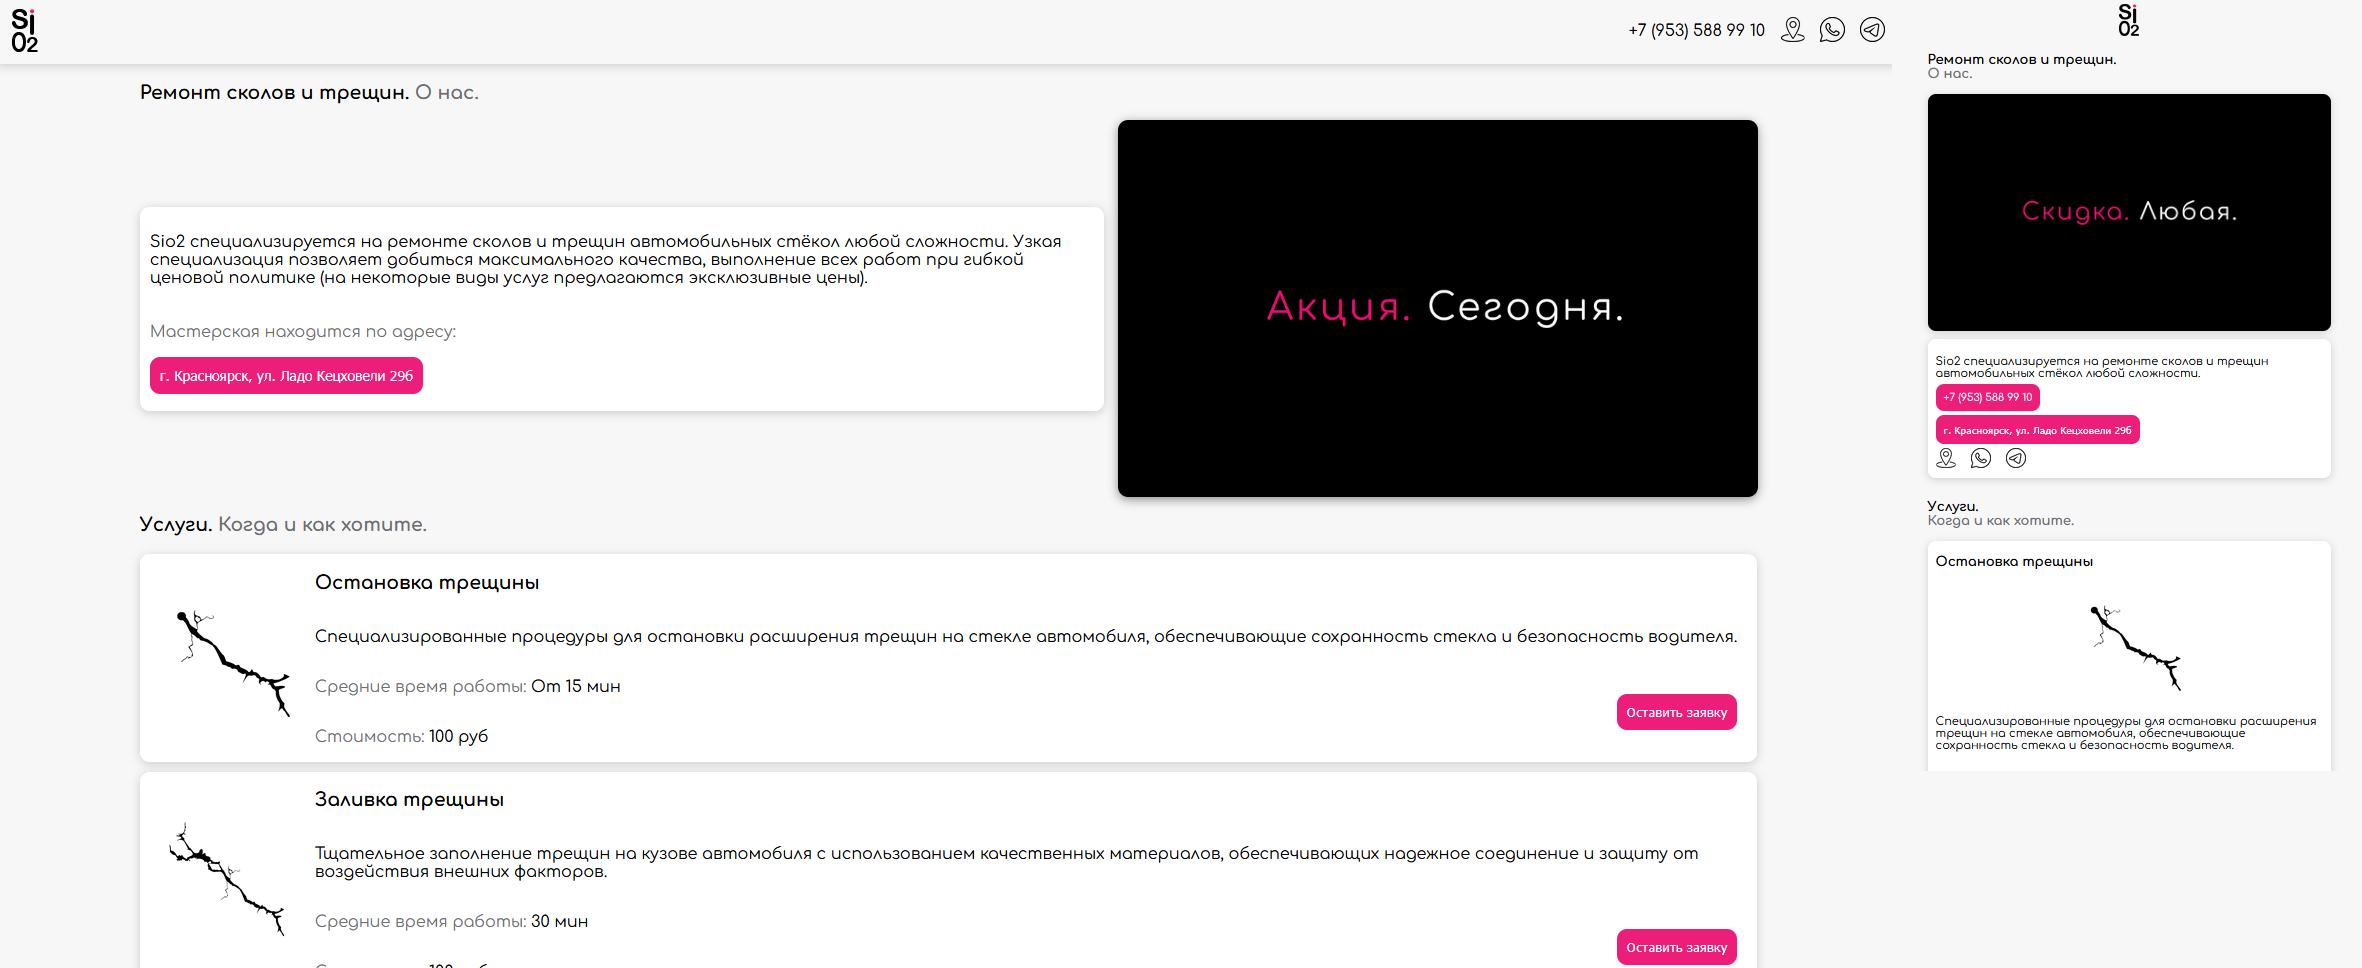 Si
O2
+7 (953) 588 99 10
Ремонт сколов и трещин. О нас.
Sio2 специализируется на ремонте сколов и трещин автомобильных стёкол любой сложности. Узкая
специализация позволяет добиться максимального качества, выполнение всех работ при гибкой
ценовой политике (на некоторые виды услуг предлагаются эксклюзивные цены).
Мастерская находится по адресу:
г. Красноярск, ул. Ладо Кецховели 29б
Акция. Сегодня.
Услуги. Когда и как хотите.
Остановка трещины
Специализированные процедуры для остановки расширения трещин на стекле автомобиля, обеспечивающие сохранность стекла и безопасность водителя.
Средние время работы: От 15 мин
Стоимость: 100 руб
Оставить заявку
Заливка трещины
Тщательное заполнение трещин на кузове автомобиля с использованием качественных материалов, обеспечивающих надежное соединение и защиту от
воздействия внешних факторов.
Средние время работы: 30 мин
Оставить заявку
Si
O2
Ремонт сколов и трещин.
О нас.
Скидка. Любая.
Sio2 специализируется на ремонте сколов и трещин
автомобильных стёкол любой сложности.
+7 (953) 588 99 10
г. Красноярск, ул. Ладо Кецховели 29б
Услуги.
Когда и как хотите.
Остановка трещины
Специализированные процедуры для остановки расширения
трещин на стекле автомобиля, обеспечивающие
сохранность стекла и безопасность водителя.